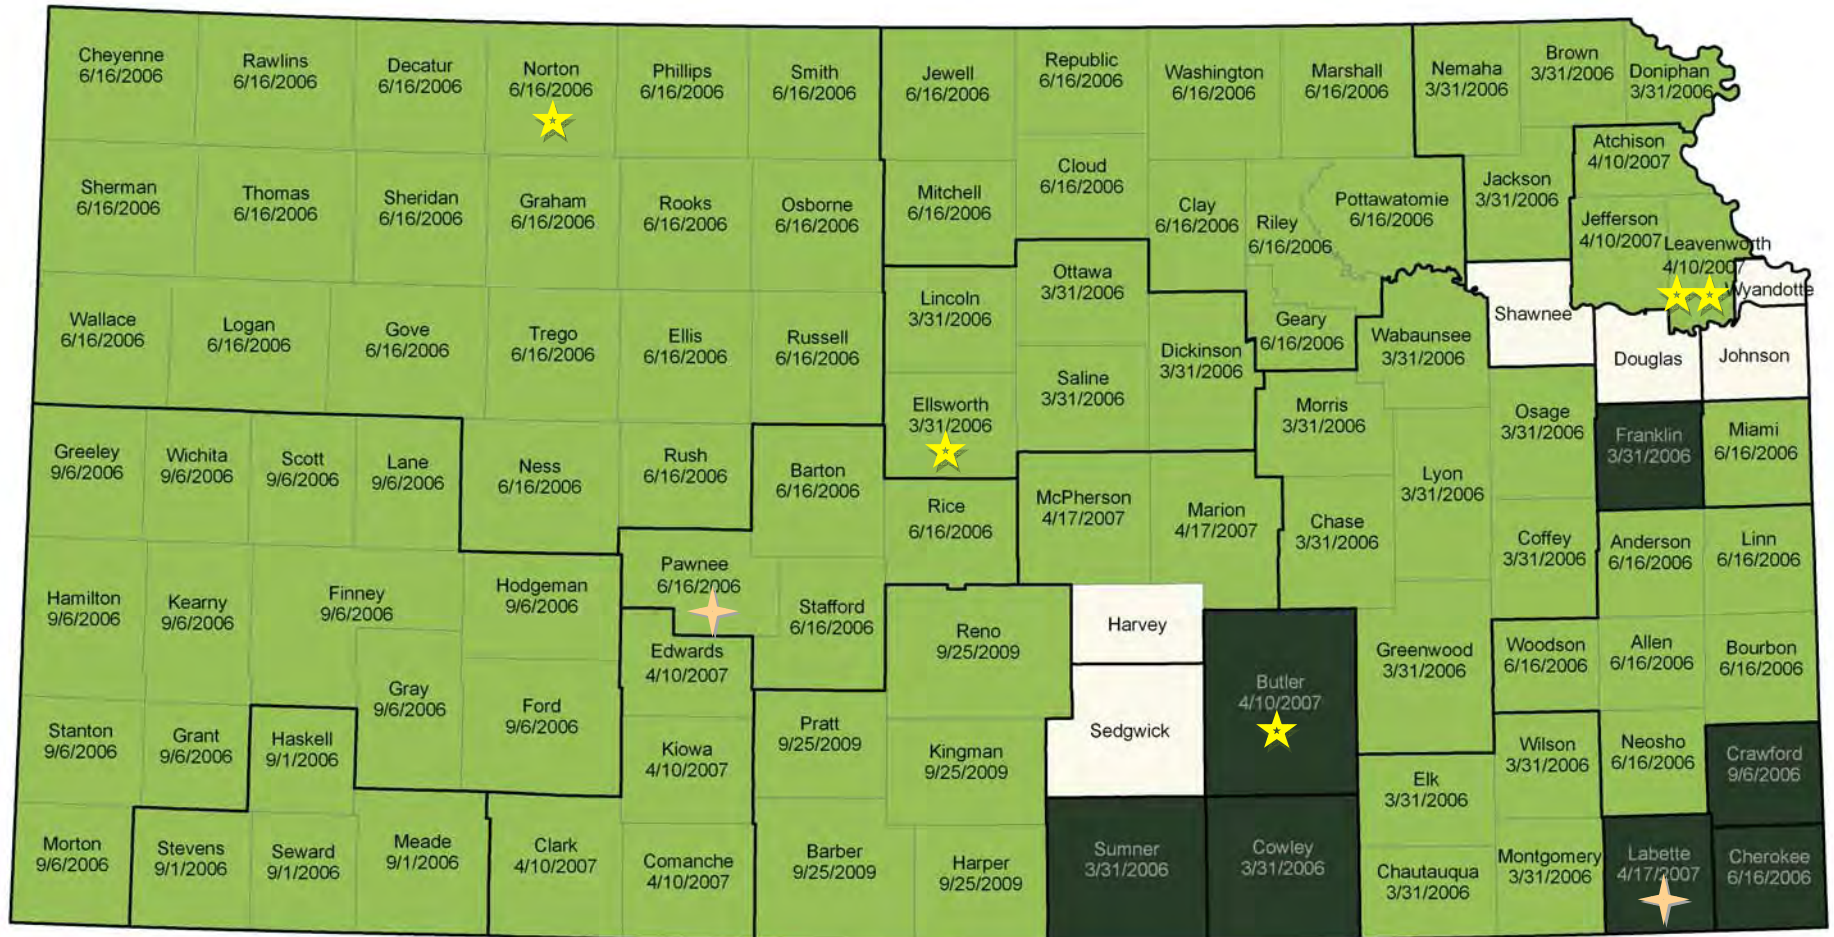 Cheyenne
6/16/2006
Rawlins
6/16/2006
Decatur
6/16/2006
Norton
6/16/2006
Phillips
6/16/2006
Smith
6/16/2006
Jewell
6/16/2006
Republic
6/16/2006
Washington
6/16/2006
Marshall
6/16/2006
Nemaha
3/31/2006
Brown
3/31/2006
Doniphan
3/31/2006
Atchison
4/10/2007
Sherman
6/16/2006
Thomas
6/16/2006
Sheridan
6/16/2006
Graham
6/16/2006
Rooks
6/16/2006
Osborne
6/16/2006
Mitchell
6/16/2006
Cloud
6/16/2006
Clay
6/16/2006
Riley
6/16/2006
Pottawatomie
6/16/2006
Jackson
3/31/2006
Jefferson
4/10/2007
Leavenworth
4/10/2007
Wyandotte
Wallace
6/16/2006
Logan
6/16/2006
Gove
6/16/2006
Trego
6/16/2006
Ellis
6/16/2006
Russell
6/16/2006
Lincoln
3/31/2006
Ottawa
3/31/2006
Dickinson
3/31/2006
Geary
6/16/2006
Wabaunsee
3/31/2006
Shawnee
Douglas
Johnson
Ellsworth
3/31/2006
Saline
3/31/2006
Morris
3/31/2006
Osage
3/31/2006
Franklin
3/31/2006
Miami
6/16/2006
Greeley
9/6/2006
Wichita
9/6/2006
Scott
9/6/2006
Lane
9/6/2006
Ness
6/16/2006
Rush
6/16/2006
Barton
6/16/2006
Rice
6/16/2006
McPherson
4/17/2007
Marion
4/17/2007
Chase
3/31/2006
Lyon
3/31/2006
Coffey
3/31/2006
Anderson
6/16/2006
Linn
6/16/2006
Hamilton
9/6/2006
Kearny
9/6/2006
Finney
9/6/2006
Hodgeman
9/6/2006
Pawnee
6/16/2006
Stafford
6/16/2006
Edwards
4/10/2007
Reno
9/25/2009
Harvey
Butler
4/10/2007
Greenwood
3/31/2006
Woodson
6/16/2006
Allen
6/16/2006
Bourbon
6/16/2006
Stanton
9/6/2006
Grant
9/6/2006
Haskell
9/1/2006
Gray
9/6/2006
Ford
9/6/2006
Kiowa
4/10/2007
Pratt
9/25/2009
Kingman
9/25/2009
Sedgwick
Elk
3/31/2006
Wilson
3/31/2006
Neosho
6/16/2006
Crawford
9/6/2006
Morton
9/6/2006
Stevens
9/1/2006
Seward
9/1/2006
Meade
9/1/2006
Clark
4/10/2007
Comanche
4/10/2007
Barber
9/25/2009
Harper
9/25/2009
Sumner
3/31/2006
Cowley
3/31/2006
Chautauqua
3/31/2006
Montgomery
3/31/2006
Labette
4/17/2007
Cherokee
6/16/2006